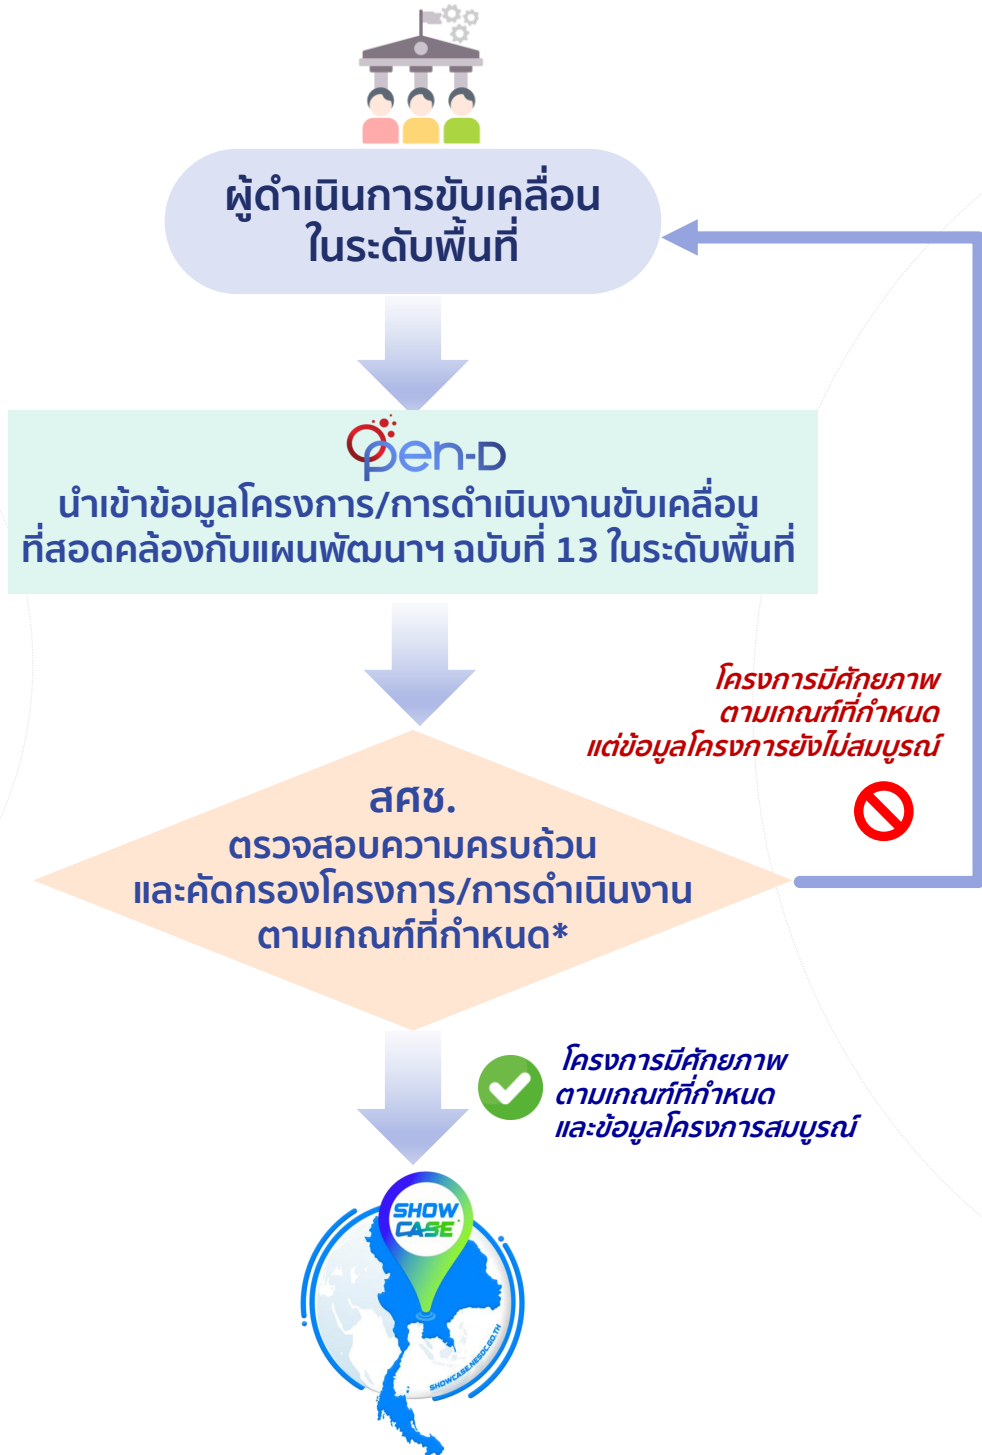 ผู้ดำเนินการขับเคลื่อน
ในระดับพื้นที่
Open-D
นำเข้าข้อมูลโครงการ/การดำเนินงานขับเคลื่อน
ที่สอดคล้องกับแผนพัฒนาฯ ฉบับที่ 13 ในระดับพื้นที่
โครงการมีศักยภาพ
ตามเกณฑ์ที่กำหนด
แต่ข้อมูลโครงการยังไม่สมบูรณ์
สศช.
ตรวจสอบความครบถ้วน
และคัดกรองโครงการ/การดำเนินงาน
ตามเกณฑ์ที่กำหนด*
โครงการมีศักยภาพ
ตามเกณฑ์ที่กำหนด
และข้อมูลโครงการสมบูรณ์
SHOW
CASE
SHOWCASE.NESDC.GO.TH